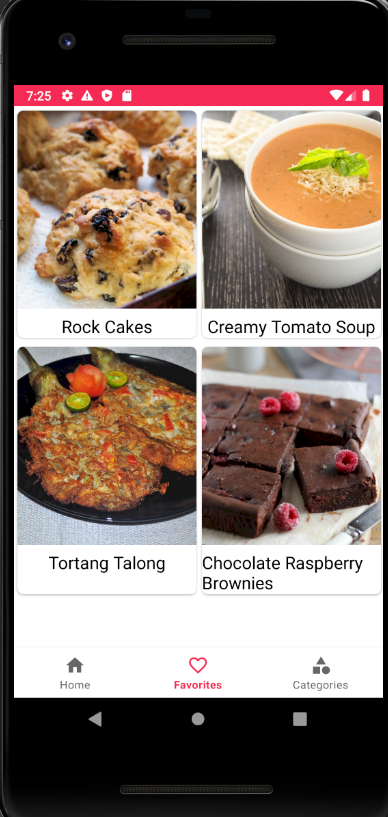 7:25
Rock Cakes
Creamy Tomato Soup
Tortang Talong
Chocolate Raspberry
Brownies
Home
Favorites
Categories